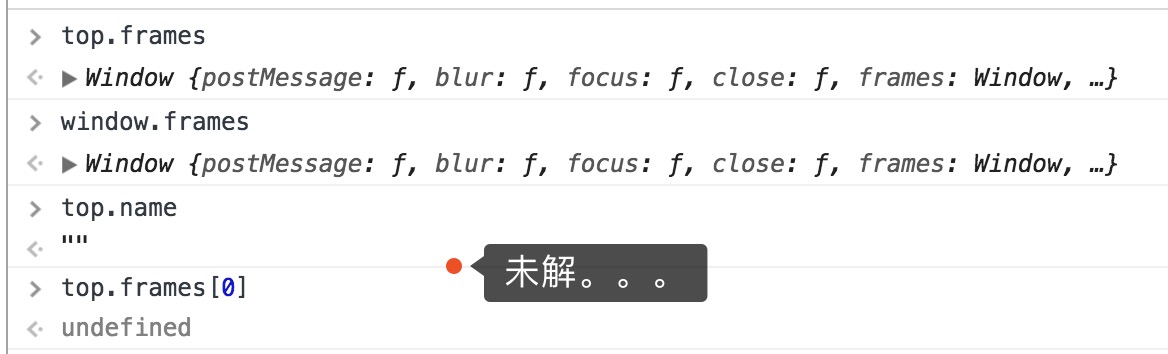 > top.frames
<· ▶Window {postMessage: ƒ, blur: ƒ, focus: ƒ, close: ƒ, frames: Window, …}
> window.frames
<· ▶Window {postMessage: ƒ, blur: ƒ, focus: ƒ, close: ƒ, frames: Window, …}
> top.name
<· ""
未解。。。
> top.frames[0]
<· undefined